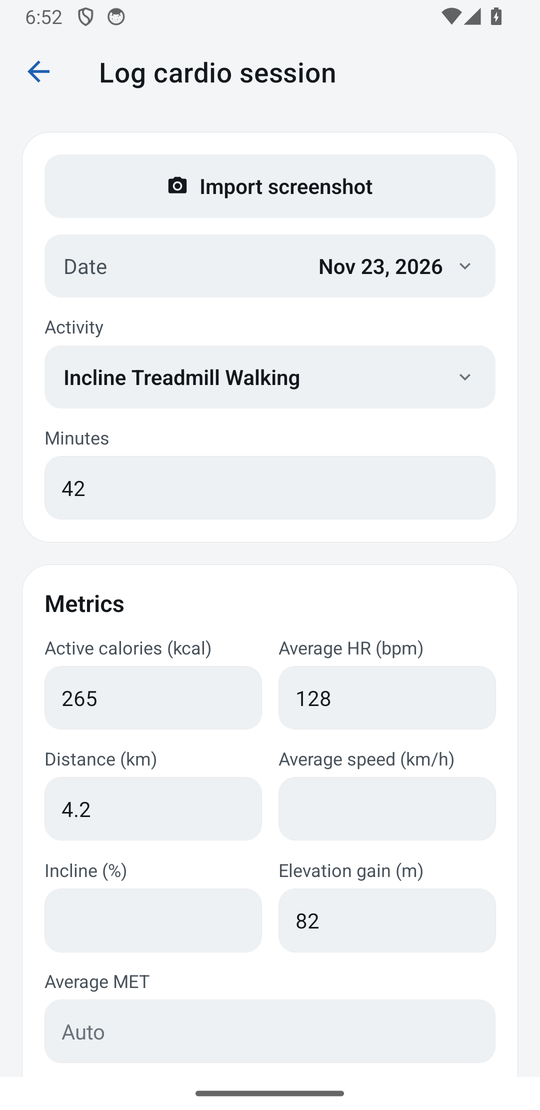 6:52
Log cardio session
Import screenshot
Date Nov 23, 2026
Activity
Incline Treadmill Walking
Minutes
42
Metrics
Active calories (kcal) Average HR (bpm)
265 128
Distance (km) Average speed (km/h)
4.2
Incline (%) Elevation gain (m)
82
Average MET
Auto